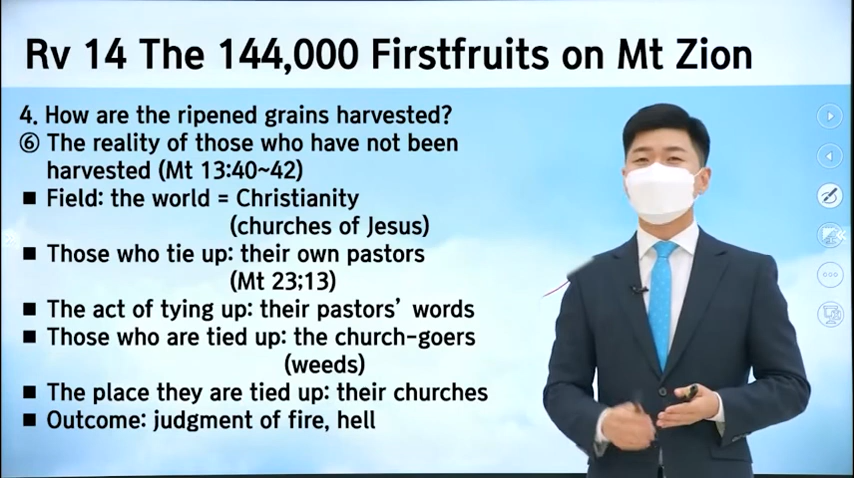 Rv 14 The 144,000 Firstfruits on Mt Zion
4. How are the ripened grains harvested?
⑥ The reality of those who have not been
harvested (Mt 13:40~42)
■ Field: the world = Christianity
(churches of Jesus)
■ Those who tie up: their own pastors
(Mt 23;13)
■ The act of tying up: their pastors' words
■ Those who are tied up: the church-goers
(weeds)
■ The place they are tied up: their churches
■ Outcome: judgment of fire, hell